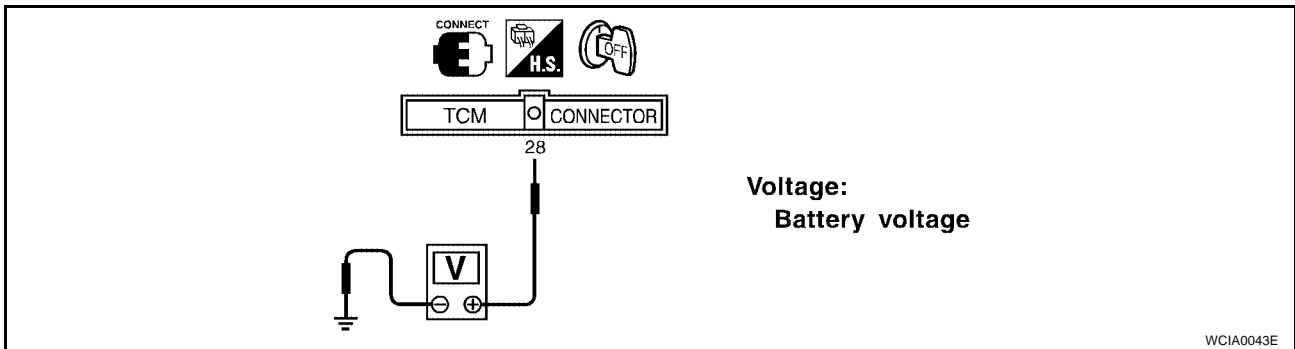 CONNECT
H.S.
OFF
TCM CONNECTOR
28
Voltage:
Battery voltage
V
WCIA0043E